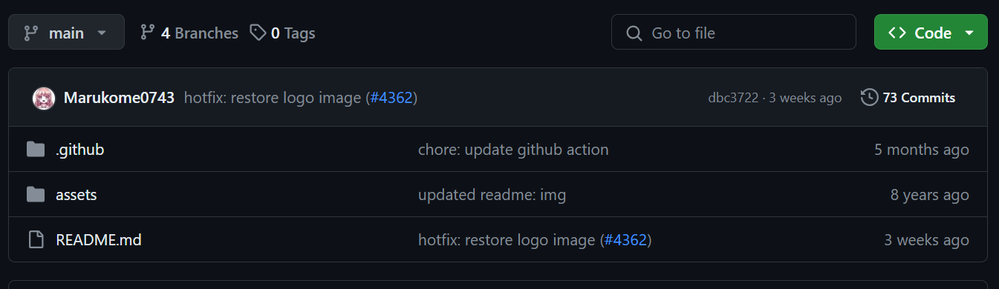 main 4 Branches 0 Tags Go to file Code
Marukome0743 hotfix: restore logo image (#4362) dbc3722 · 3 weeks ago 73 Commits
.github chore: update github action 5 months ago
assets updated readme: img 8 years ago
README.md hotfix: restore logo image (#4362) 3 weeks ago